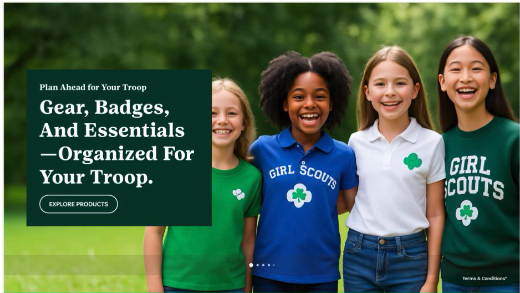 Plan Ahead for Your Troop
Gear, Badges,
And Essentials
—Organized For
Your Troop.
EXPLORE PRODUCTS
GIRL SCOUTS
GIRL
SCOUTS
Terms & Conditions*